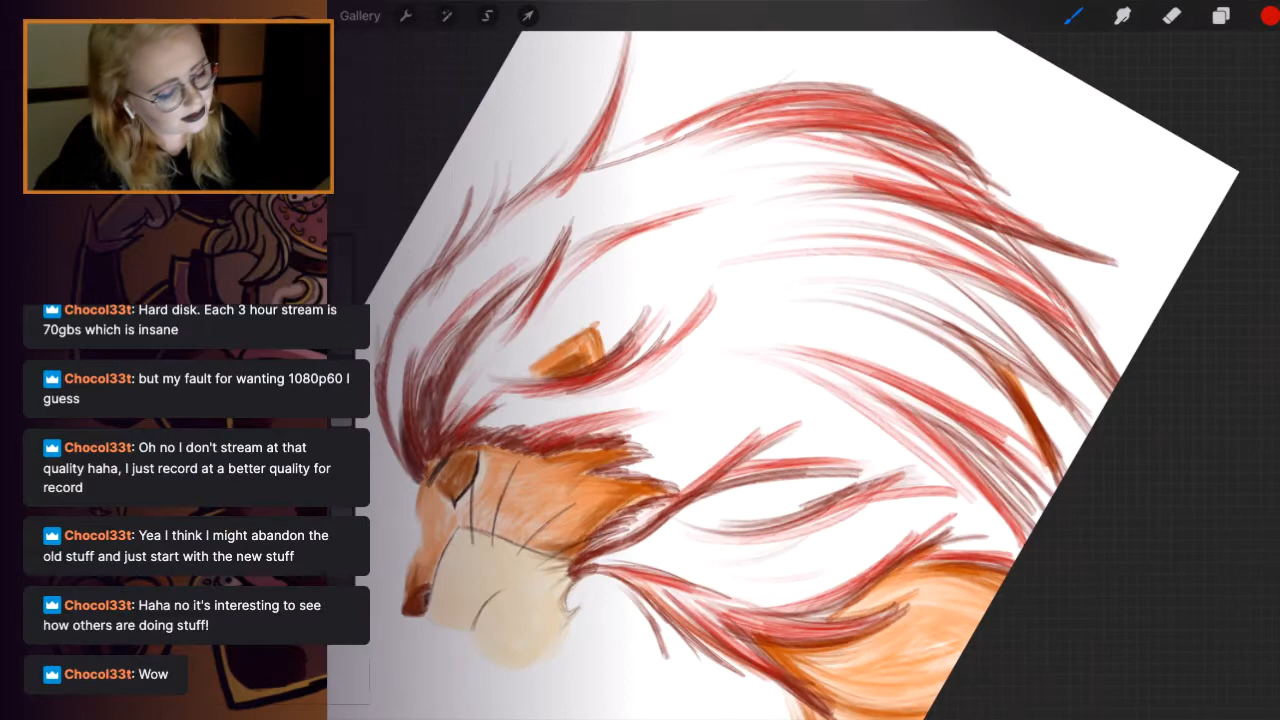 Gallery
Chocol33t: Hard disk. Each 3 hour stream is
70gbs which is insane
Chocol33t: but my fault for wanting 1080p60 I
guess
Chocol33t: Oh no I don't stream at that
quality haha, I just record at a better quality for
record
Chocol33t: Yea I think I might abandon the
old stuff and just start with the new stuff
Chocol33t: Haha no it's interesting to see
how others are doing stuff!
Chocol33t: Wow